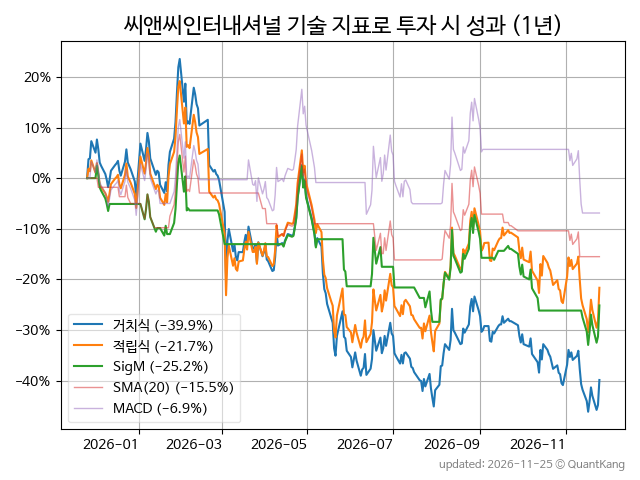 씨앤씨인터내셔널 기술 지표로 투자 시 성과 (1년)
20%
10%
0%
−10%
−20%
−30%
−40%
거치식 (−39.9%)
적립식 (−21.7%)
SigM (−25.2%)
SMA(20) (−15.5%)
MACD (−6.9%)
2026-01
2026-03
2026-05
2026-07
2026-09
2026-11
updated: 2026-11-25 ⓒ QuantKang